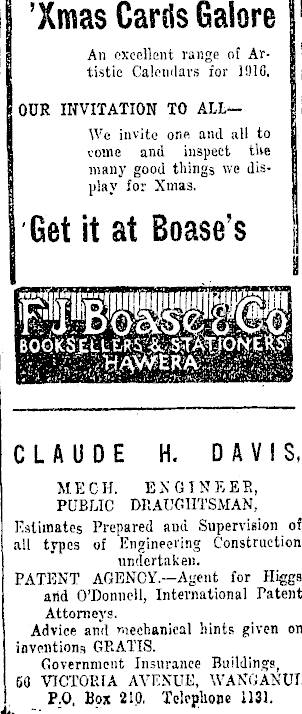 'Xmas Cards Galore
An excellent range of Ar-
tistic Calendars for 1916.
OUR INVITATION TO ALL—
We invite one and all to
come and inspect the
many good things we dis-
play for Xmas.
Get it at Boase's
F J Boase & Co
BOOKSELLERS & STATIONERS
HAWERA
CLAUDE H. DAVIS,
MECH. ENGINEER,
PUBLIC DRAUGHTSMAN,
Estimates Prepared and Supervision of
all types of Engineering Construction
undertaken.
PATENT AGENCY.—Agent for Higgs
and O'Donnell, International Patent
Attorneys.
Advice and mechanical hints given on
inventions GRATIS.
Government Insurance Buildings,
56 VICTORIA AVENUE, WANGANUI
P.O. Box 210. Telephone 1131.